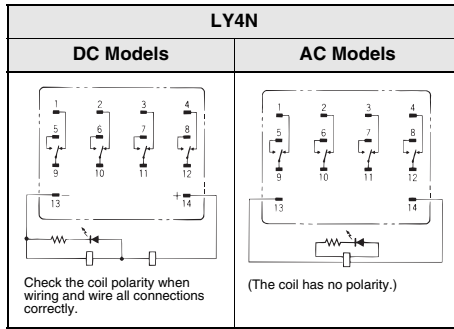 LY4N
DC Models
AC Models
1 2 3 4
5 6 7 8
9 10 11 12
13 − + 14
Check the coil polarity when
wiring and wire all connections
correctly.
1 2 3 4
5 6 7 8
9 10 11 12
13 14
(The coil has no polarity.)